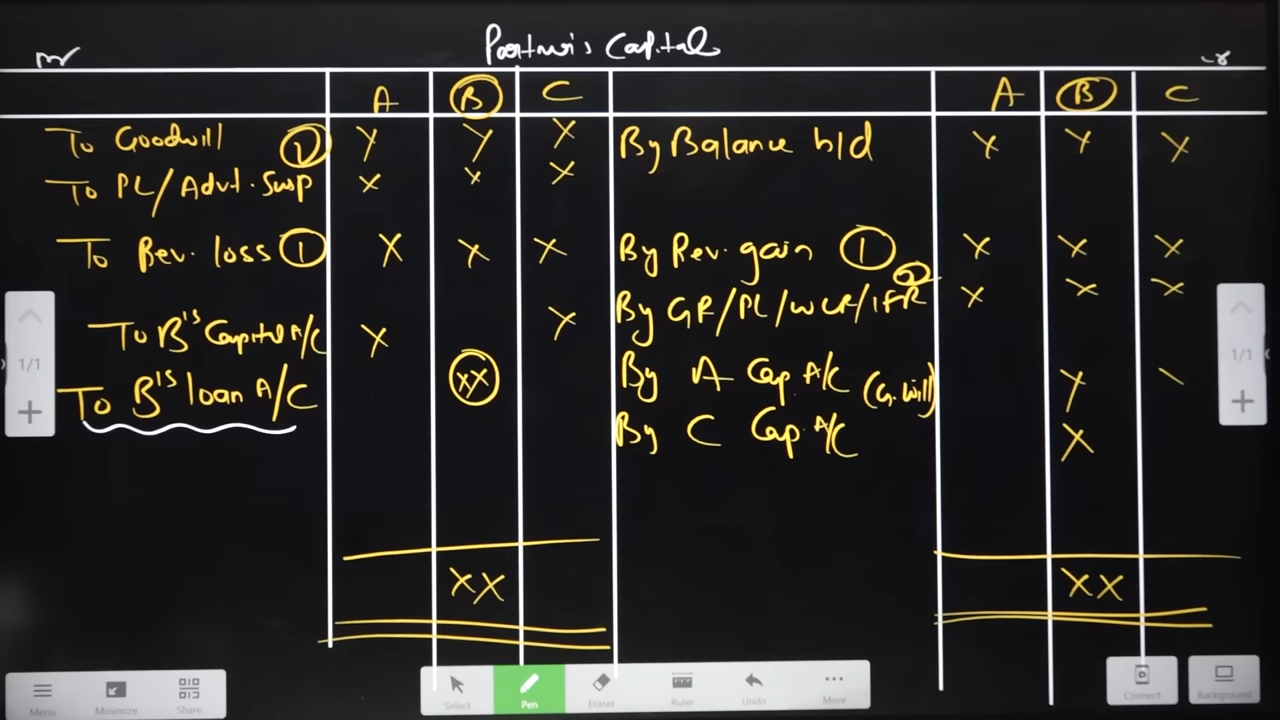 Partner's Capital
Dr
Cr
A B C A B C
To Goodwill ① X X X By Balance b/d X X X
To PL/Advt. Susp X X X
To Rev. loss ① X X X By Rev. gain ① X X X
By GR/PL/WCR/IFR ② X X X
To B's Capital A/C X X
To B's loan A/C XX By A Cap A/C (G. Will) X
By C Cap. A/C X
XX XX
1/1
1/1
Menu Minimize Share Select Pen Eraser Ruler Undo More Connect Background